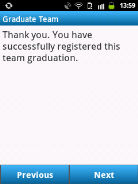 13:59
Graduate Team
Thank you. You have
successfully registered this
team graduation.
Previous
Next